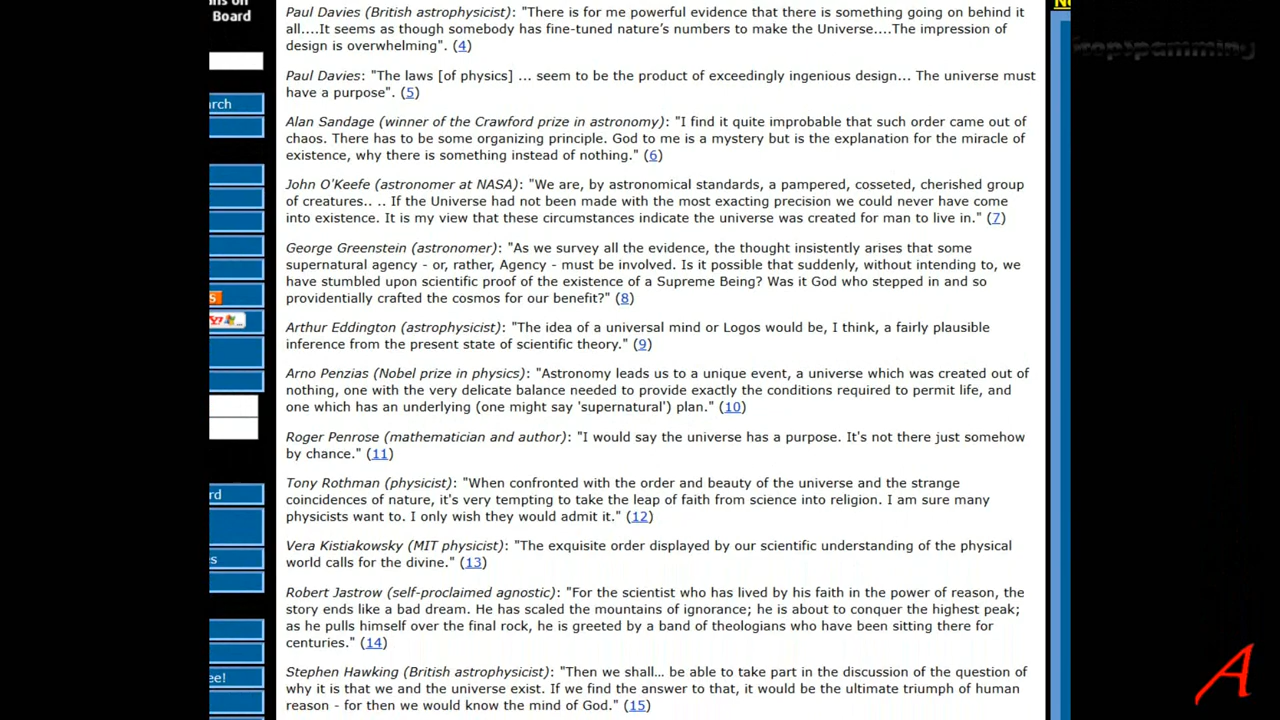 ons on
Board
No
DropSpamming
Paul Davies (British astrophysicist): "There is for me powerful evidence that there is something going on behind it
all....It seems as though somebody has fine-tuned nature's numbers to make the Universe....The impression of
design is overwhelming". (4)
Paul Davies: "The laws [of physics] ... seem to be the product of exceedingly ingenious design... The universe must
have a purpose". (5)
arch
Alan Sandage (winner of the Crawford prize in astronomy): "I find it quite improbable that such order came out of
chaos. There has to be some organizing principle. God to me is a mystery but is the explanation for the miracle of
existence, why there is something instead of nothing." (6)
John O'Keefe (astronomer at NASA): "We are, by astronomical standards, a pampered, cosseted, cherished group
of creatures.. .. If the Universe had not been made with the most exacting precision we could never have come
into existence. It is my view that these circumstances indicate the universe was created for man to live in." (7)
George Greenstein (astronomer): "As we survey all the evidence, the thought insistently arises that some
supernatural agency - or, rather, Agency - must be involved. Is it possible that suddenly, without intending to, we
have stumbled upon scientific proof of the existence of a Supreme Being? Was it God who stepped in and so
providentially crafted the cosmos for our benefit?" (8)
S
Y!
Arthur Eddington (astrophysicist): "The idea of a universal mind or Logos would be, I think, a fairly plausible
inference from the present state of scientific theory." (9)
Arno Penzias (Nobel prize in physics): "Astronomy leads us to a unique event, a universe which was created out of
nothing, one with the very delicate balance needed to provide exactly the conditions required to permit life, and
one which has an underlying (one might say 'supernatural') plan." (10)
Roger Penrose (mathematician and author): "I would say the universe has a purpose. It's not there just somehow
by chance." (11)
rd
Tony Rothman (physicist): "When confronted with the order and beauty of the universe and the strange
coincidences of nature, it's very tempting to take the leap of faith from science into religion. I am sure many
physicists want to. I only wish they would admit it." (12)
Vera Kistiakowsky (MIT physicist): "The exquisite order displayed by our scientific understanding of the physical
world calls for the divine." (13)
s
Robert Jastrow (self-proclaimed agnostic): "For the scientist who has lived by his faith in the power of reason, the
story ends like a bad dream. He has scaled the mountains of ignorance; he is about to conquer the highest peak;
as he pulls himself over the final rock, he is greeted by a band of theologians who have been sitting there for
centuries." (14)
ee!
Stephen Hawking (British astrophysicist): "Then we shall… be able to take part in the discussion of the question of
why it is that we and the universe exist. If we find the answer to that, it would be the ultimate triumph of human
reason - for then we would know the mind of God." (15)
A